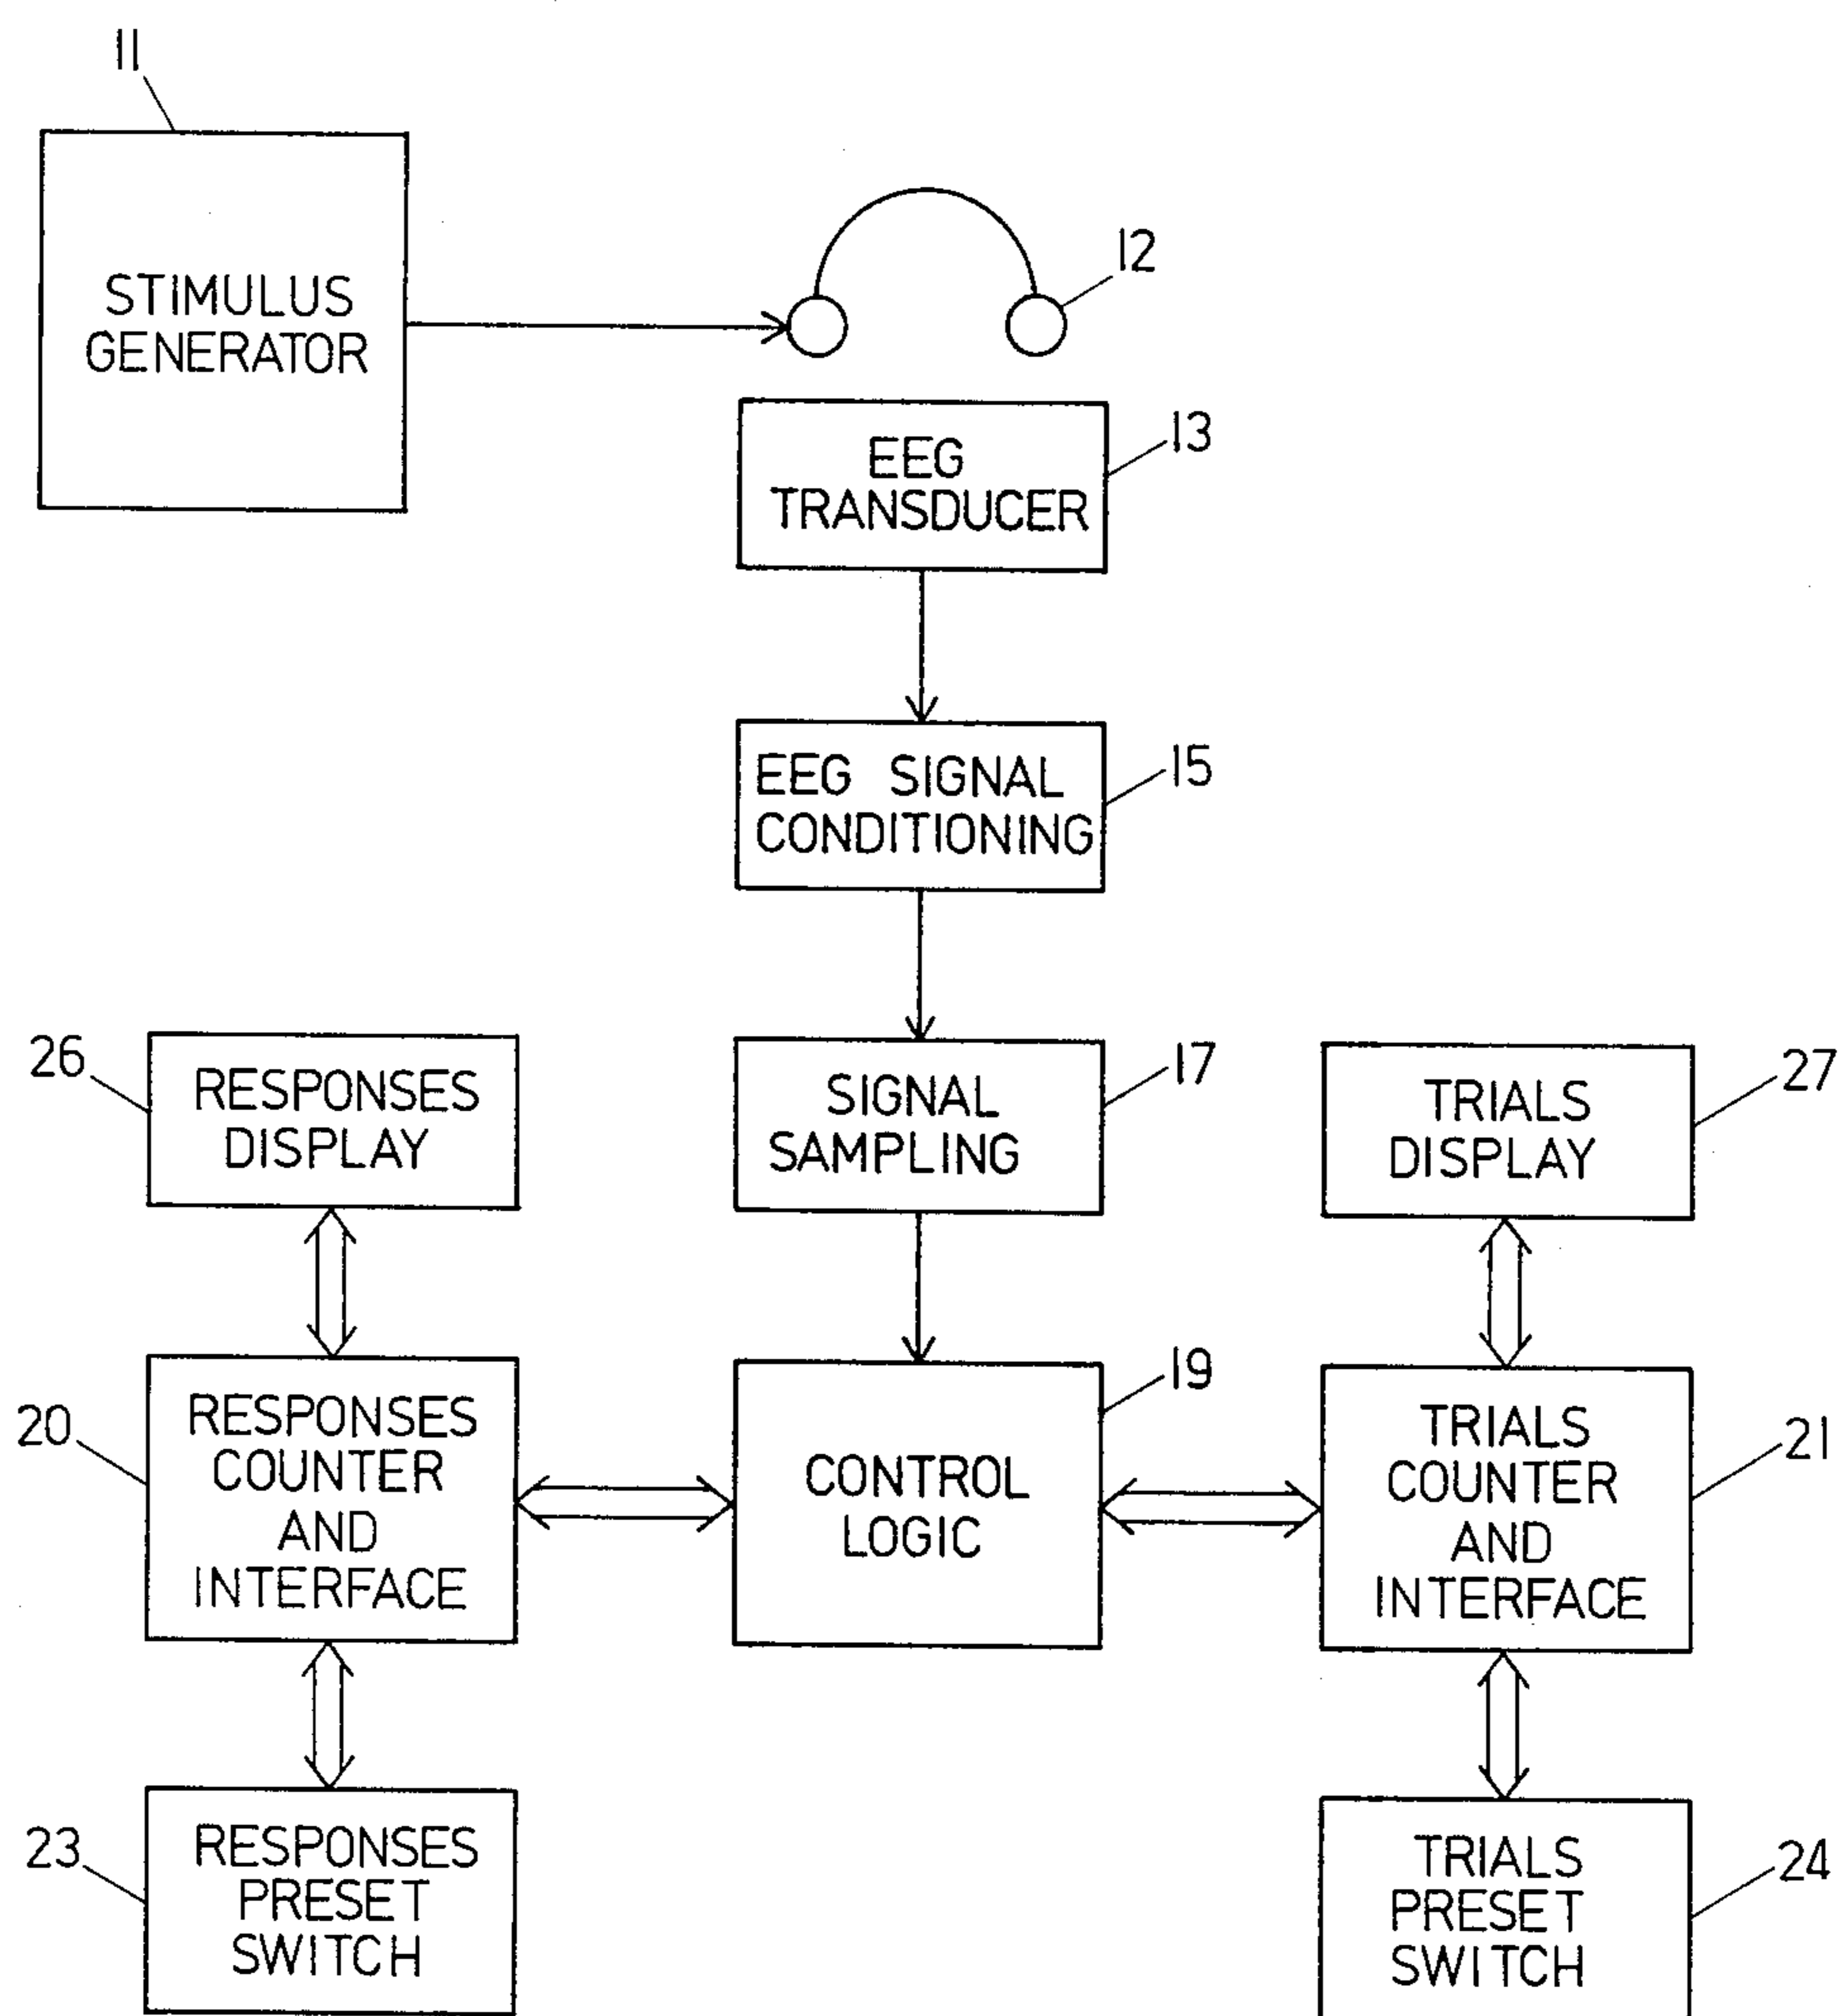 11
STIMULUS
GENERATOR
12
EEG
TRANSDUCER
13
EEG SIGNAL
CONDITIONING
15
SIGNAL
SAMPLING
17
26
RESPONSES
DISPLAY
TRIALS
DISPLAY
27
20
RESPONSES
COUNTER
AND
INTERFACE
CONTROL
LOGIC
19
TRIALS
COUNTER
AND
INTERFACE
21
23
RESPONSES
PRESET
SWITCH
TRIALS
PRESET
SWITCH
24